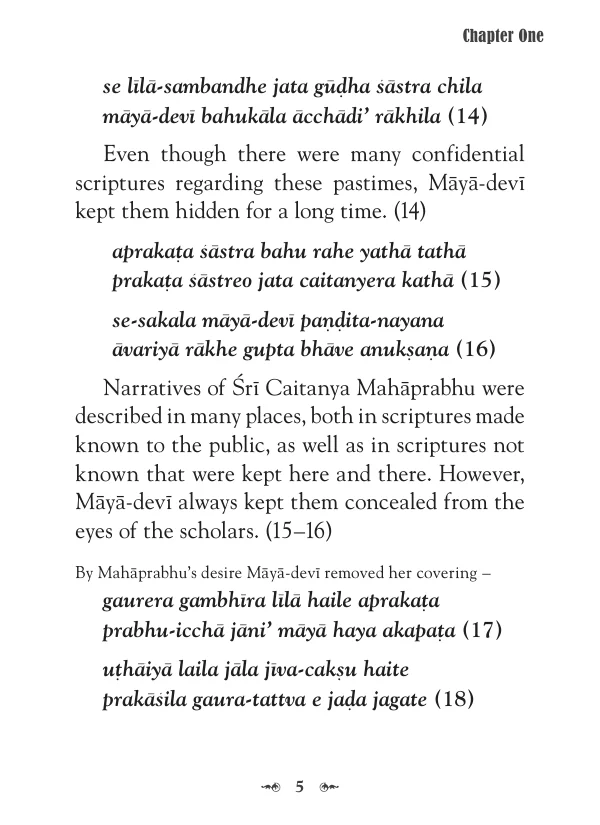 Chapter One
se līlā-sambandhe jata gūḍha śāstra chila
māyā-devī bahukāla ācchādi’ rākhila (14)
Even though there were many confidential
scriptures regarding these pastimes, Māyā-devī
kept them hidden for a long time. (14)
aprakaṭa śāstra bahu rahe yathā tathā
prakaṭa śāstreo jata caitanyera kathā (15)
se-sakala māyā-devī paṇḍita-nayana
āvariyā rākhe gupta bhāve anukṣaṇa (16)
Narratives of Śrī Caitanya Mahāprabhu were
described in many places, both in scriptures made
known to the public, as well as in scriptures not
known that were kept here and there. However,
Māyā-devī always kept them concealed from the
eyes of the scholars. (15–16)
By Mahāprabhu’s desire Māyā-devī removed her covering –
gaurera gambhīra līlā haile aprakaṭa
prabhu-icchā jāni’ māyā haya akapaṭa (17)
uṭhāiyā laila jāla jīva-cakṣu haite
prakāśila gaura-tattva e jaḍa jagate (18)
5